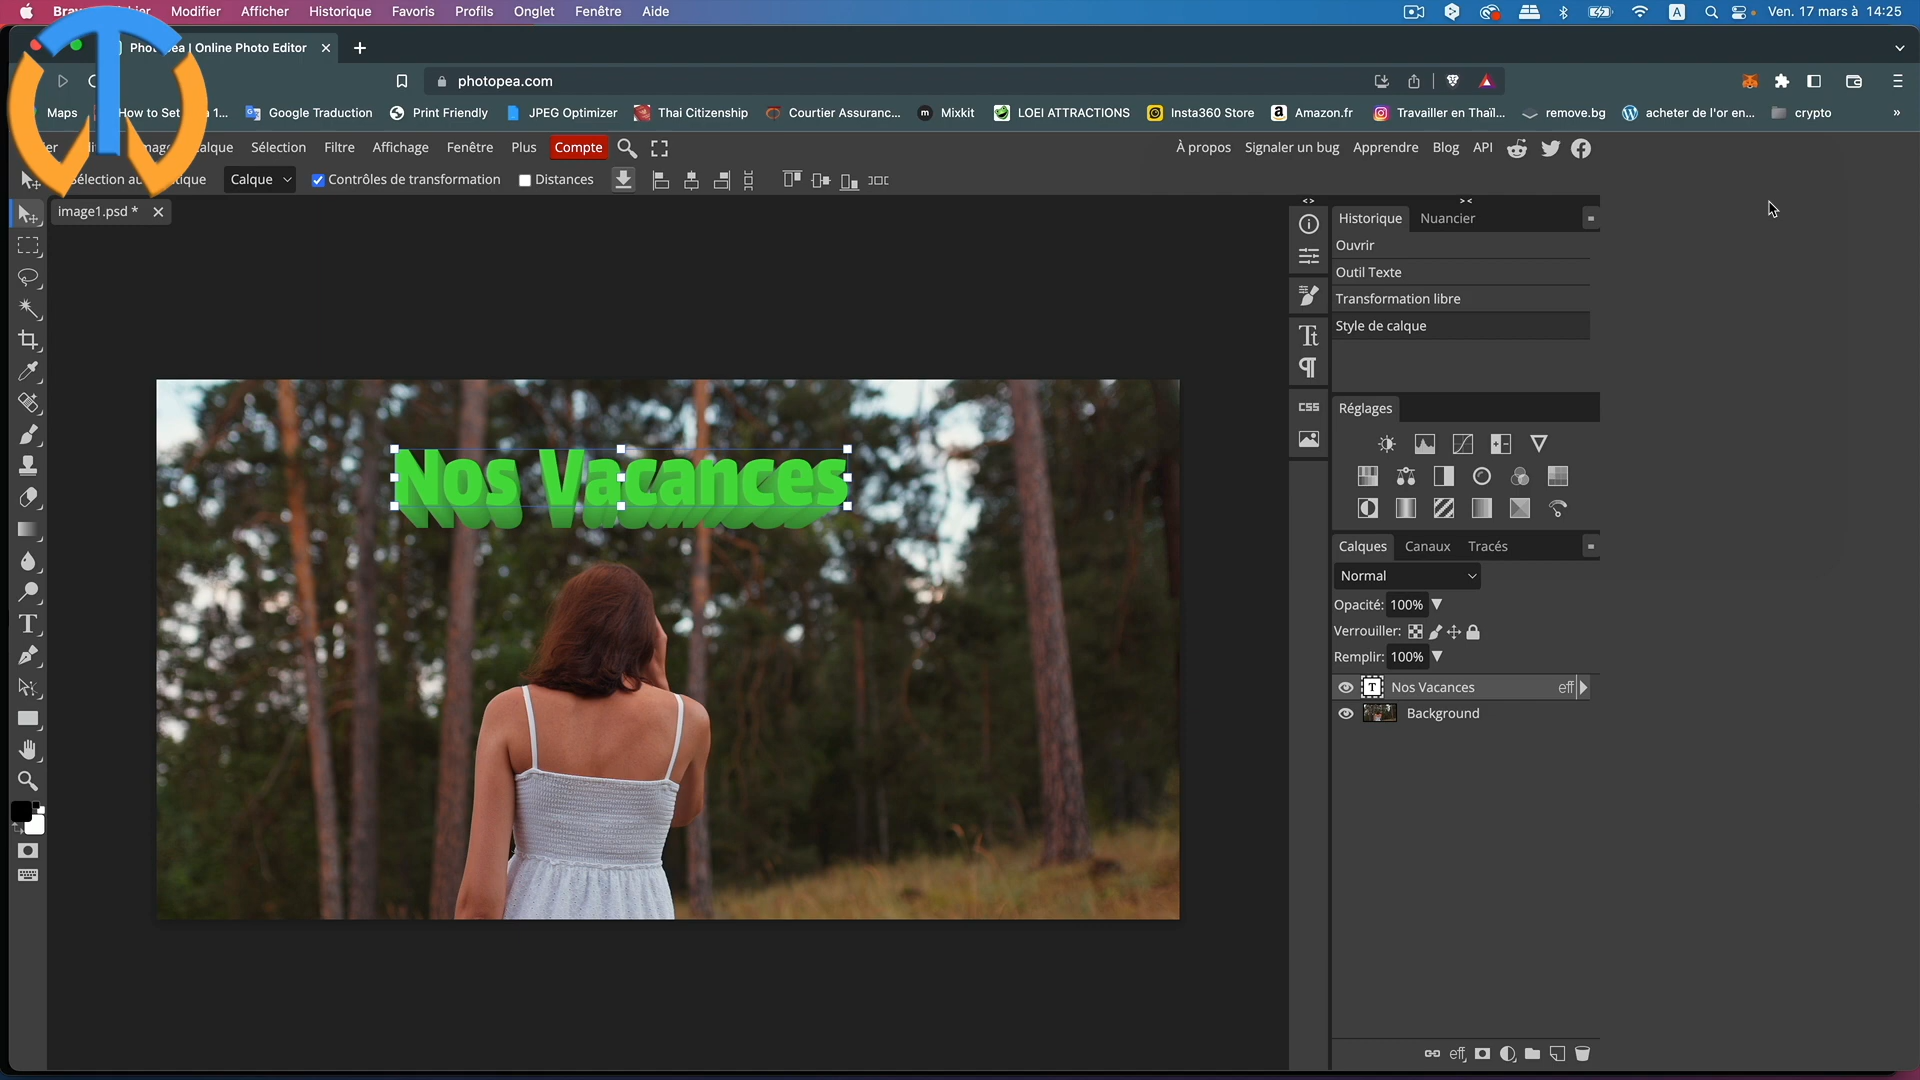 Modifier Afficher Historique Favoris Profils Onglet Fenêtre Aide
Ven. 17 mars à 14:25
Online Photo Editor
photopea.com
Maps
How to Set
Google Traduction
Print Friendly
JPEG Optimizer
Thai Citizenship
Courtier Assuranc...
Mixkit
LOEI ATTRACTIONS
Insta360 Store
Amazon.fr
Travailler en Thaïl...
remove.bg
acheter de l'or en...
crypto
Sélection Filtre Affichage Fenêtre Plus Compte
À propos Signaler un bug Apprendre Blog API
Calque
Contrôles de transformation
Distances
image1.psd *
Historique Nuancier
Ouvrir
Outil Texte
Transformation libre
Style de calque
CSS
Réglages
Nos Vacances
Calques Canaux Tracés
Normal
Opacité: 100%
Verrouiller:
Remplir: 100%
Nos Vacances eff
Background
eff